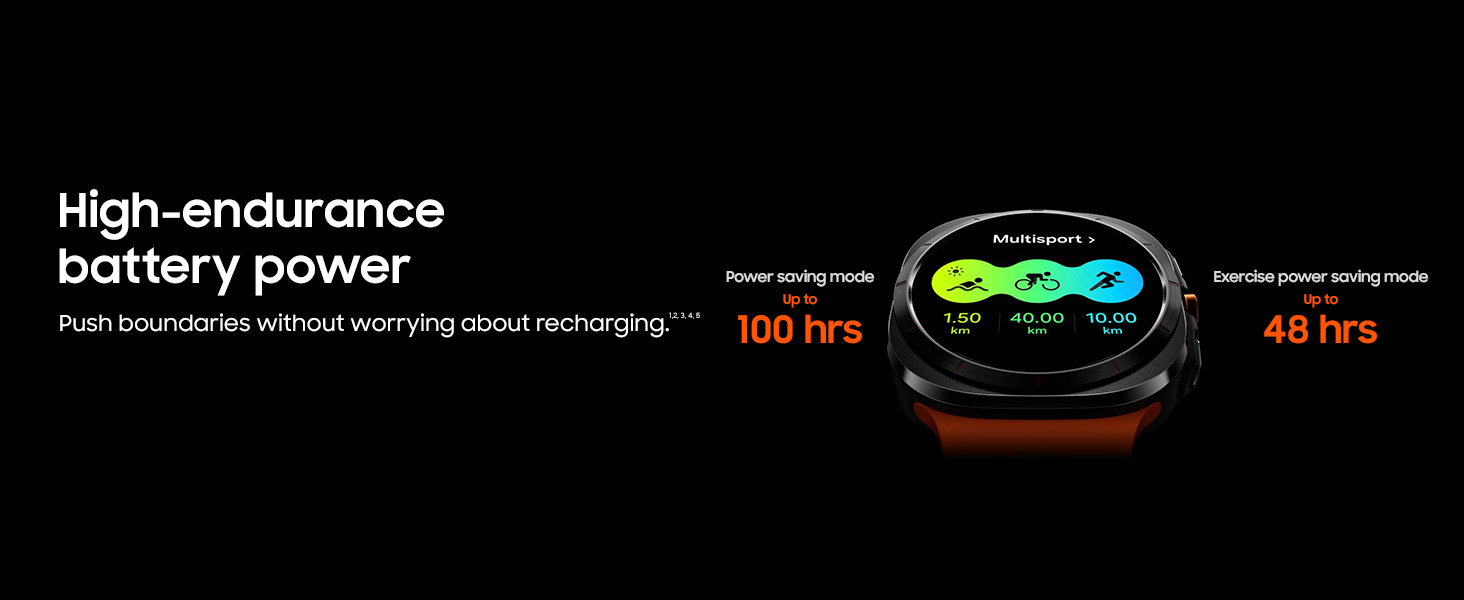 High-endurance
battery power
Push boundaries without worrying about recharging.1,2, 3, 4, 5
Power saving mode
Up to
100 hrs
Multisport >
1.50 40.00 10.00
km km km
Exercise power saving mode
Up to
48 hrs